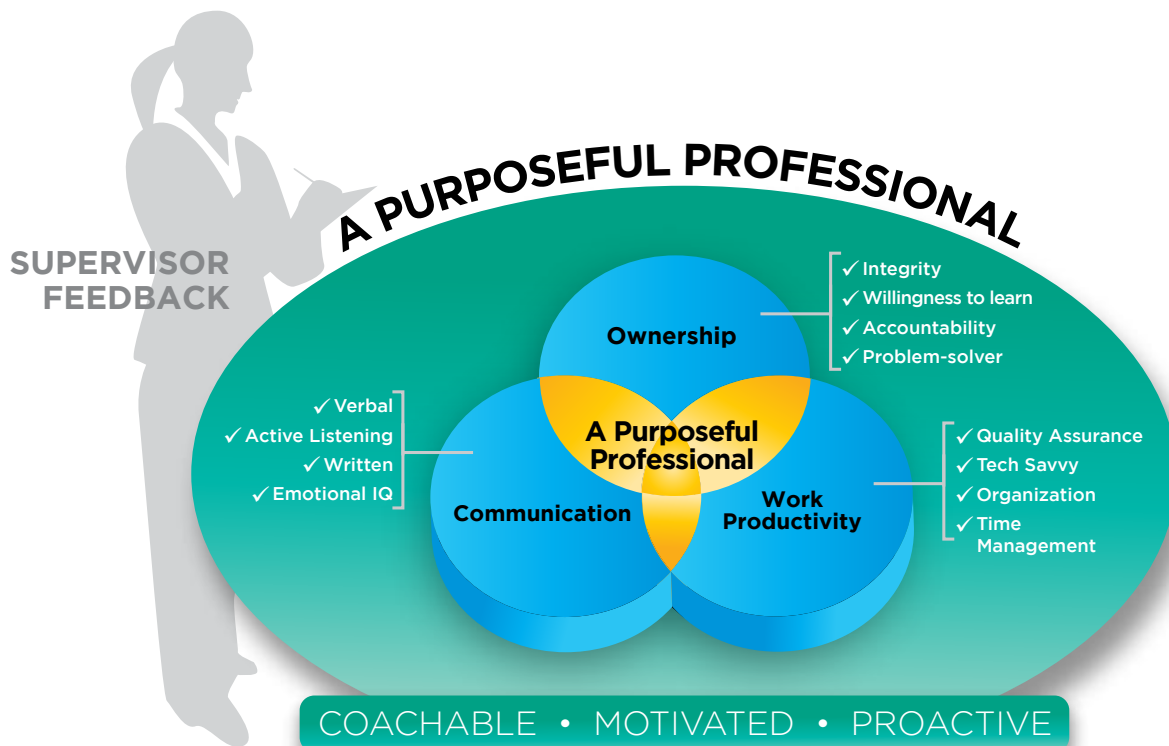 A PURPOSEFUL PROFESSIONAL
SUPERVISOR
FEEDBACK
Ownership
✓ Integrity
✓ Willingness to learn
✓ Accountability
✓ Problem-solver
✓ Verbal
✓ Active Listening
✓ Written
✓ Emotional IQ
Communication
A Purposeful
Professional
Work
Productivity
✓ Quality Assurance
✓ Tech Savvy
✓ Organization
✓ Time
Management
COACHABLE • MOTIVATED • PROACTIVE